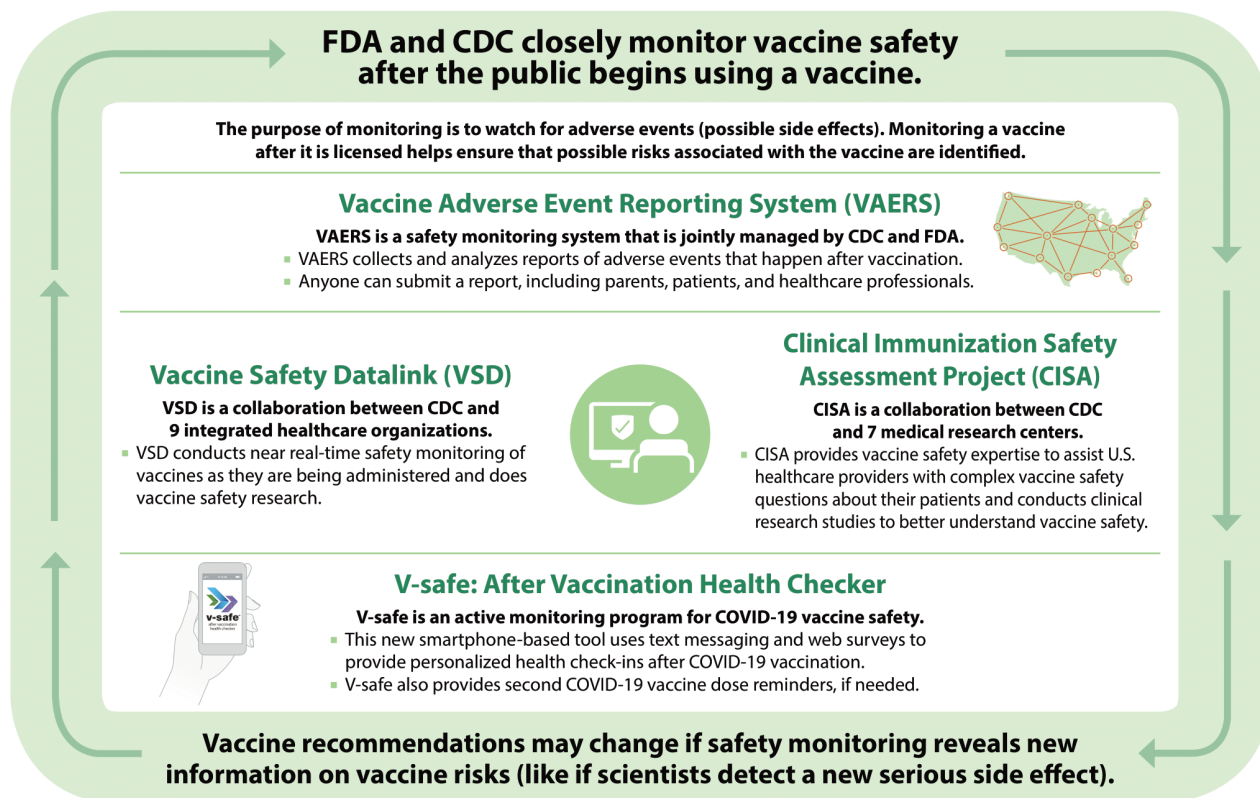 FDA and CDC closely monitor vaccine safety
after the public begins using a vaccine.
The purpose of monitoring is to watch for adverse events (possible side effects). Monitoring a vaccine
after it is licensed helps ensure that possible risks associated with the vaccine are identified.
Vaccine Adverse Event Reporting System (VAERS)
VAERS is a safety monitoring system that is jointly managed by CDC and FDA.
▪ VAERS collects and analyzes reports of adverse events that happen after vaccination.
▪ Anyone can submit a report, including parents, patients, and healthcare professionals.
Vaccine Safety Datalink (VSD)
VSD is a collaboration between CDC and
9 integrated healthcare organizations.
▪ VSD conducts near real-time safety monitoring of
vaccines as they are being administered and does
vaccine safety research.
Clinical Immunization Safety
Assessment Project (CISA)
CISA is a collaboration between CDC
and 7 medical research centers.
▪ CISA provides vaccine safety expertise to assist U.S.
healthcare providers with complex vaccine safety
questions about their patients and conducts clinical
research studies to better understand vaccine safety.
v-safe
after vaccination
health checker
V-safe: After Vaccination Health Checker
V-safe is an active monitoring program for COVID-19 vaccine safety.
▪ This new smartphone-based tool uses text messaging and web surveys to
provide personalized health check-ins after COVID-19 vaccination.
▪ V-safe also provides second COVID-19 vaccine dose reminders, if needed.
Vaccine recommendations may change if safety monitoring reveals new
information on vaccine risks (like if scientists detect a new serious side effect).